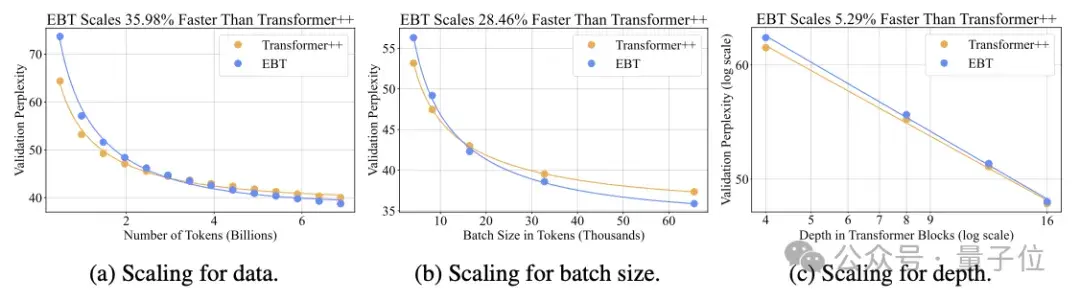 EBT Scales 35.98% Faster Than Transformer++
Validation Perplexity
70
60
50
40
Transformer++
EBT
2
4
6
Number of Tokens (Billions)
(a) Scaling for data.
EBT Scales 28.46% Faster Than Transformer++
Validation Perplexity
55
50
45
40
35
Transformer++
EBT
10
20
30
40
50
60
Batch Size in Tokens (Thousands)
(b) Scaling for batch size.
EBT Scales 5.29% Faster Than Transformer++
Validation Perplexity (log scale)
60
50
Transformer++
EBT
4
5
6
7
8
9
16
Depth in Transformer Blocks (log scale)
(c) Scaling for depth.
公众号 · 量子位